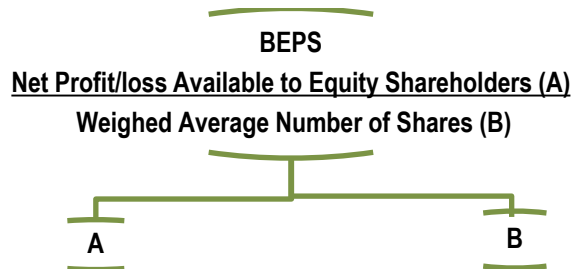 BEPS
Net Profit/loss Available to Equity Shareholders (A)
Weighed Average Number of Shares (B)
A
B